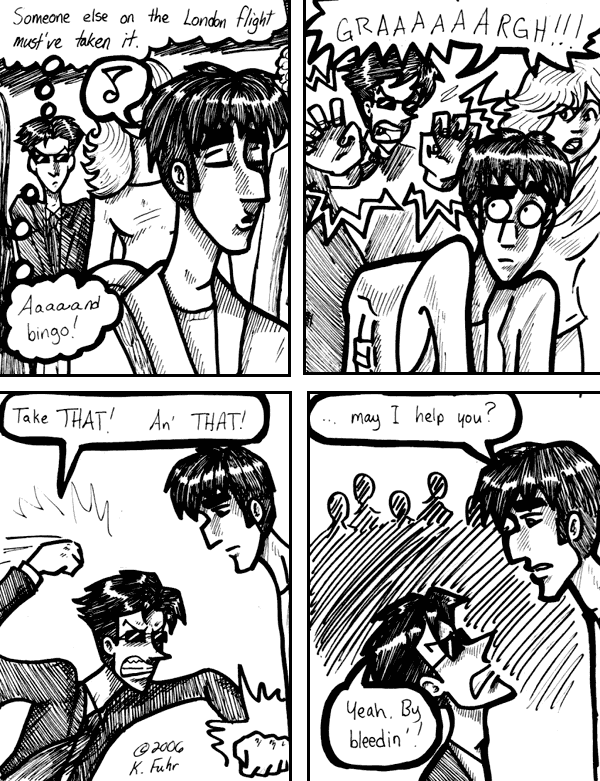 Someone else on the London flight
must've taken it.
Aaaaand
bingo!
GRAAAAAARGH!!!
Take THAT! An' THAT!
©2006
K. Fuhr
... may I help you?
Yeah. By
bleedin'!